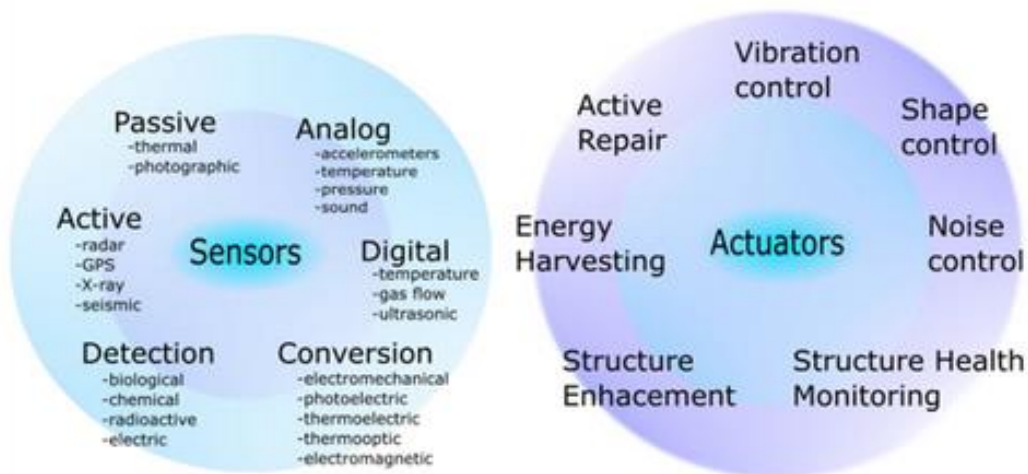 Passive
-thermal
-photographic
Analog
-accelerometers
-temperature
-pressure
-sound
Active
-radar
-GPS
-X-ray
-seismic
Sensors
Digital
-temperature
-gas flow
-ultrasonic
Detection
-biological
-chemical
-radioactive
-electric
Conversion
-electromechanical
-photoelectric
-thermoelectric
-thermooptic
-electromagnetic
Vibration
control
Active
Repair
Shape
control
Energy
Harvesting
Actuators
Noise
control
Structure
Enhacement
Structure Health
Monitoring